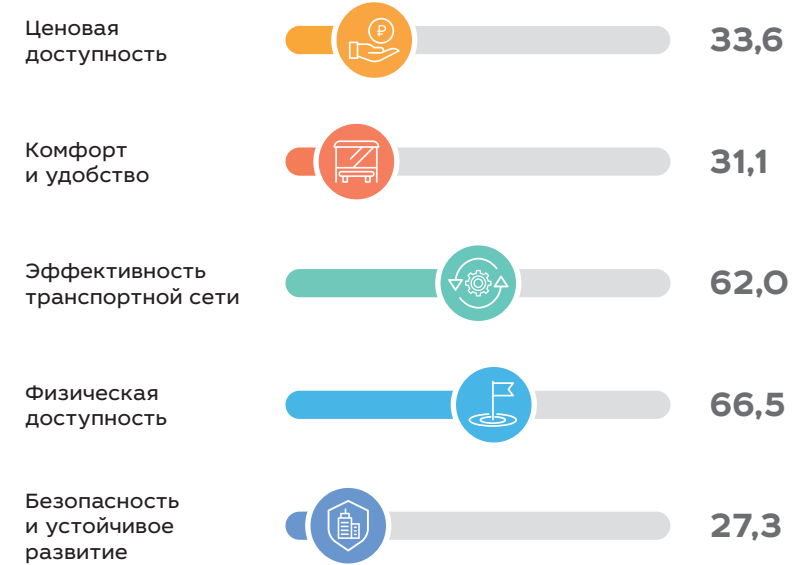 Ценовая
доступность
33,6
Комфорт
и удобство
31,1
Эффективность
транспортной сети
62,0
Физическая
доступность
66,5
Безопасность
и устойчивое
развитие
27,3